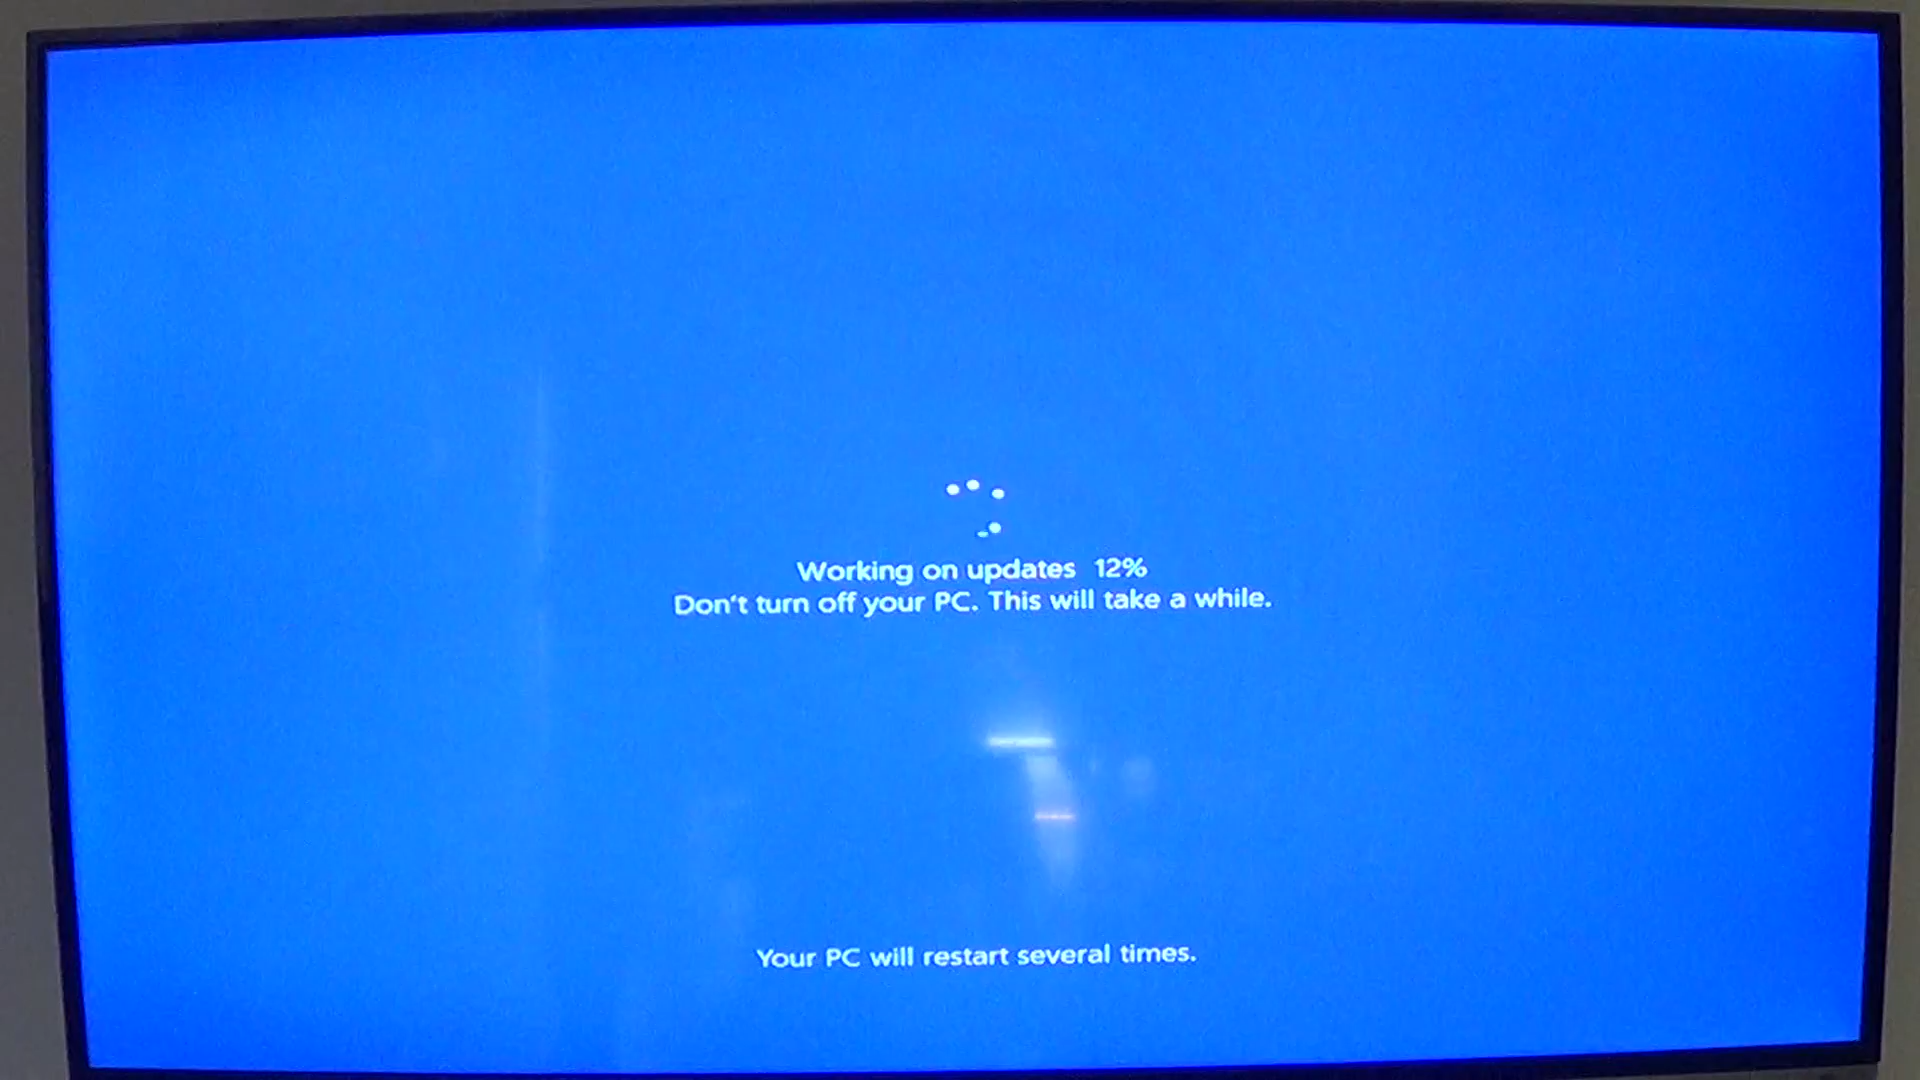 Working on updates 12%
Don't turn off your PC. This will take a while.
Your PC will restart several times.